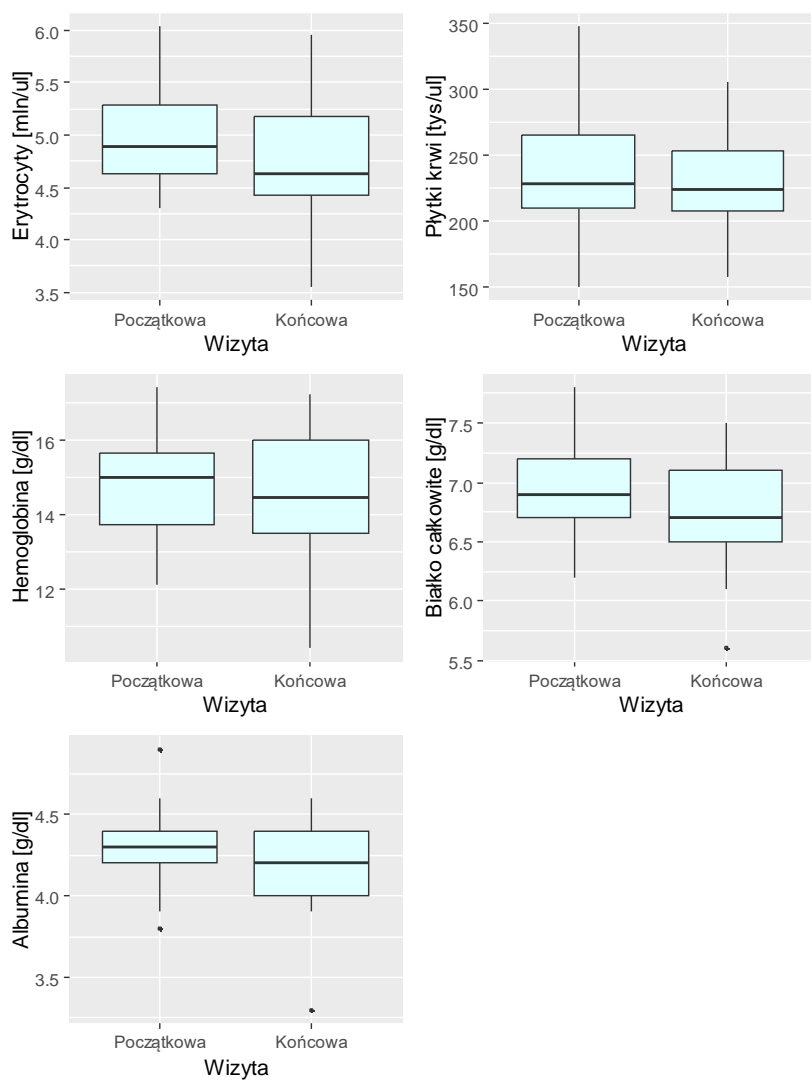 Erytrocyty [mln/ul]
6.0
5.5
5.0
4.5
4.0
3.5
Początkowa
Końcowa
Wizyta
Płytki krwi [tys/ul]
350
300
250
200
150
Początkowa
Końcowa
Wizyta
Hemoglobina [g/dl]
16
14
12
Początkowa
Końcowa
Wizyta
Białko całkowite [g/dl]
7.5
7.0
6.5
6.0
5.5
Początkowa
Końcowa
Wizyta
Albumina [g/dl]
4.5
4.0
3.5
Początkowa
Końcowa
Wizyta